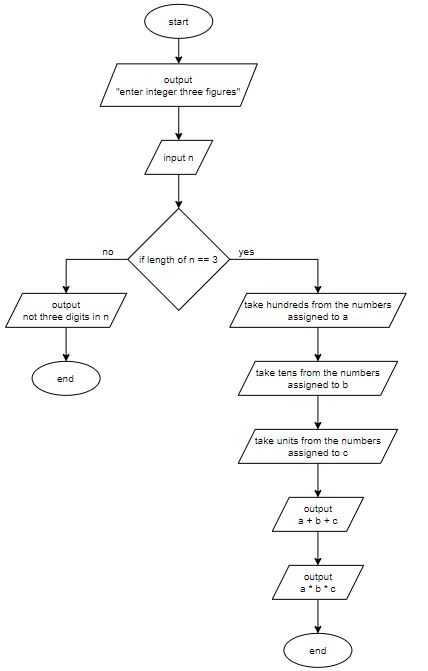 start
output
"enter integer three figures"
input n
if length of n == 3
no
yes
output
not three digits in n
end
take hundreds from the numbers
assigned to a
take tens from the numbers
assigned to b
take units from the numbers
assigned to c
output
a + b + c
output
a * b * c
end